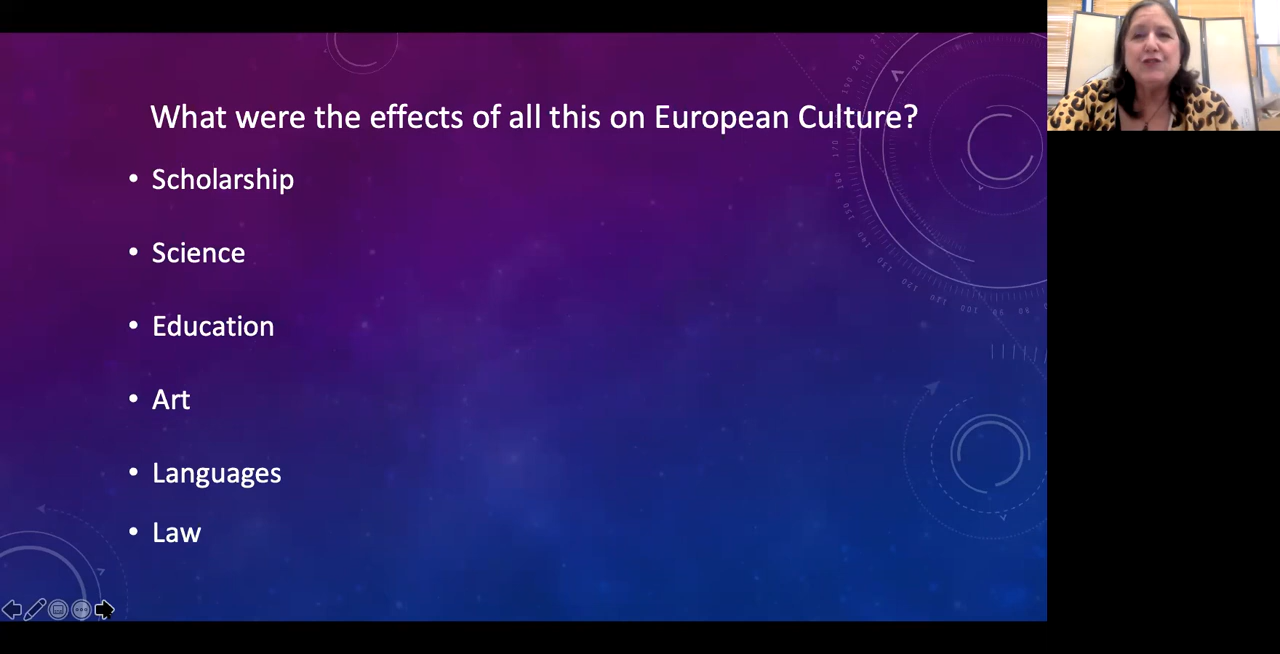 What were the effects of all this on European Culture?
• Scholarship
• Science
• Education
• Art
• Languages
• Law